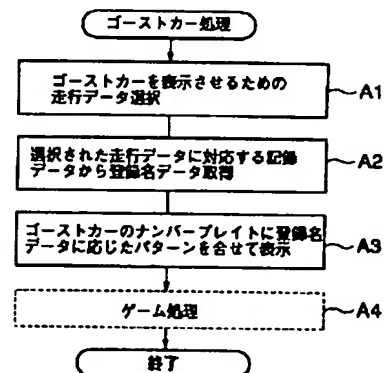 ゴーストカー処理
ゴーストカーを表示させるための
走行データ選択
A1
選択された走行データに対応する記録
データから登録名データ取得
A2
ゴーストカーのナンバープレイトに登録名
データに応じたパターンを合せて表示
A3
ゲーム処理
A4
終了